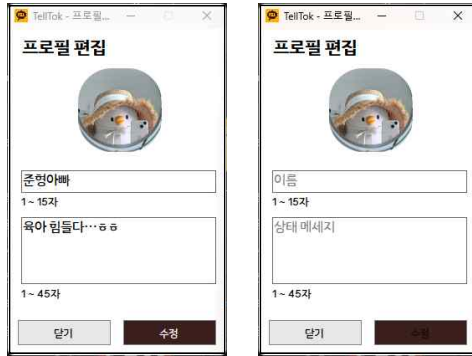 TellTok - 프로필...
프로필 편집
준형아빠
1 ~ 15자
육아 힘들다…ㅎㅎ
1 ~ 45자
닫기
수정
TellTok - 프로필...
프로필 편집
이름
1 ~ 15자
상태 메세지
1 ~ 45자
닫기
수정